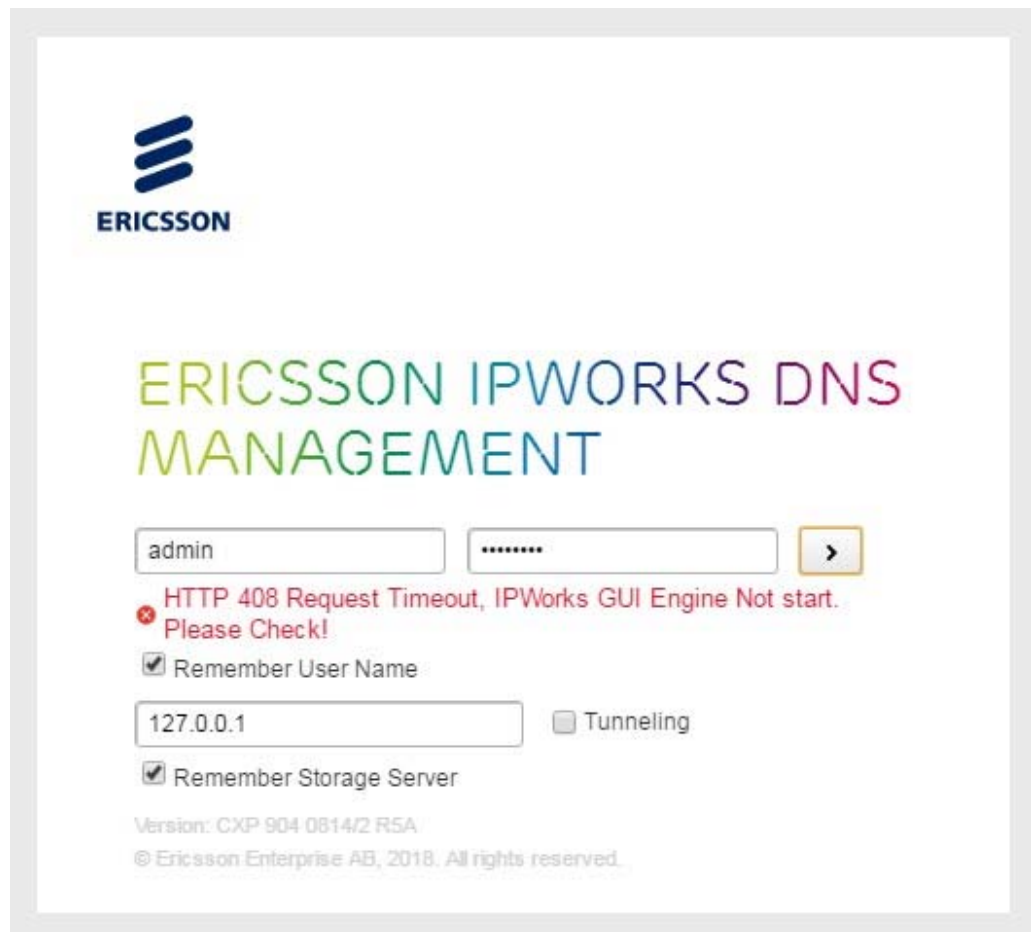 ERICSSON
ERICSSON IPWORKS DNS
MANAGEMENT
admin ········ >
HTTP 408 Request Timeout, IPWorks GUI Engine Not start.
Please Check!
Remember User Name
127.0.0.1 Tunneling
Remember Storage Server
Version: CXP 904 0814/2 R5A
© Ericsson Enterprise AB, 2018. All rights reserved.